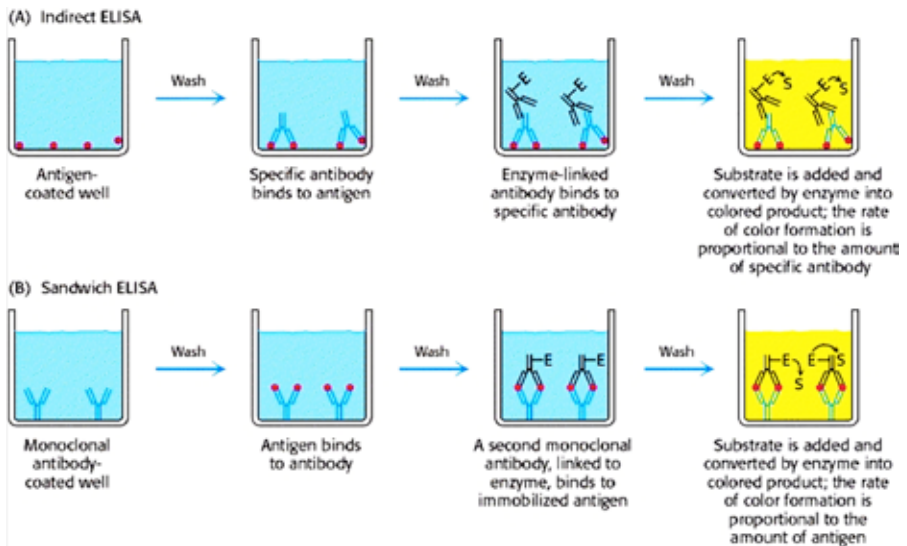 (A) Indirect ELISA
Wash
Wash
Wash
E
S
E
S
E
E
Antigen-
coated well
Specific antibody
binds to antigen
Enzyme-linked
antibody binds to
specific antibody
Substrate is added and
converted by enzyme into
colored product; the rate
of color formation is
proportional to the amount
of specific antibody
(B) Sandwich ELISA
Wash
Wash
Wash
E
E
E
E
S
S
Monoclonal
antibody-
coated well
Antigen binds
to antibody
A second monoclonal
antibody, linked to
enzyme, binds to
immobilized antigen
Substrate is added and
converted by enzyme into
colored product; the rate
of color formation is
proportional to the
amount of antigen